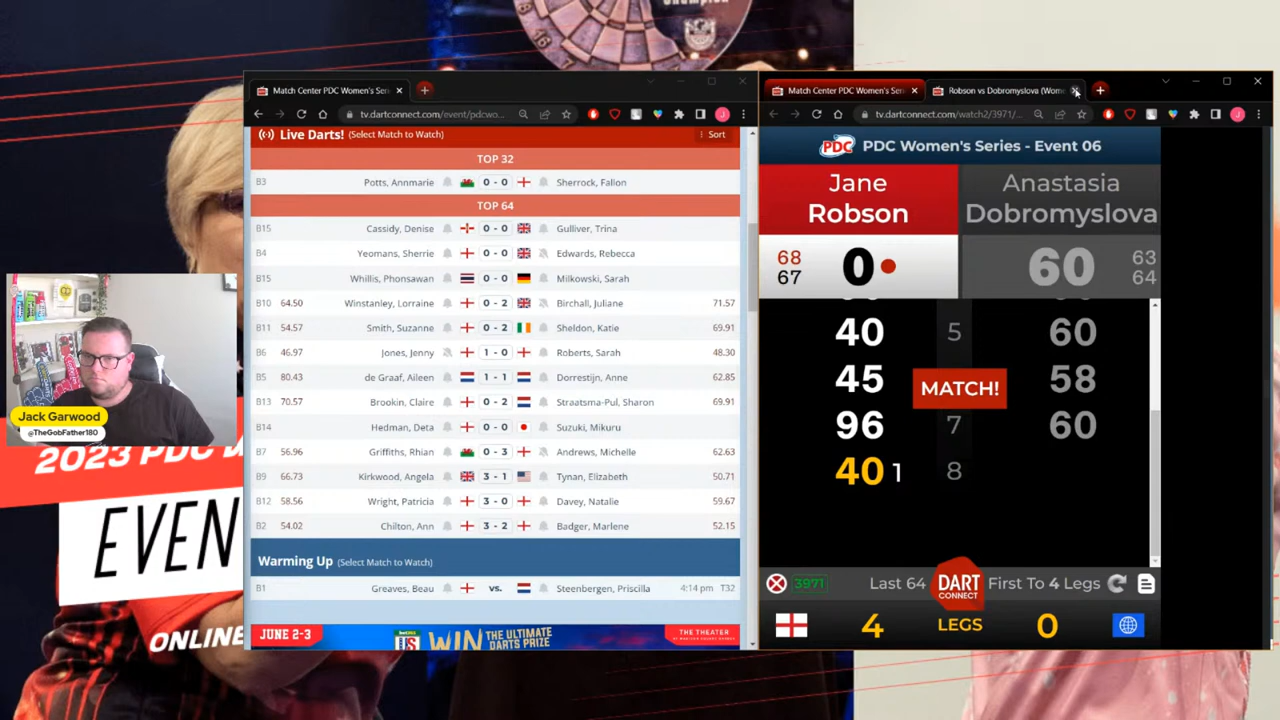 Match Center PDC Women's Seri
tv.dartconnect.com/event/pdcwo...
Live Darts! (Select Match to Watch)
Sort
TOP 32
B3 Potts, Annmarie 0 - 0 Sherrock, Fallon
TOP 64
B15 Cassidy, Denise 0 - 0 Gulliver, Trina
B4 Yeomans, Sherrie 0 - 0 Edwards, Rebecca
B15 Whillis, Phonsawan 0 - 0 Milkowski, Sarah
B10 64.50 Winstanley, Lorraine 0 - 2 Birchall, Juliane 71.57
B11 54.57 Smith, Suzanne 0 - 2 Sheldon, Katie 69.91
B6 46.97 Jones, Jenny 1 - 0 Roberts, Sarah 48.30
B5 80.43 de Graaf, Aileen 1 - 1 Dorrestijn, Anne 62.85
B13 70.57 Brookin, Claire 0 - 2 Straatsma-Pul, Sharon 69.91
B14 Hedman, Deta 0 - 0 Suzuki, Mikuru
B7 56.96 Griffiths, Rhian 0 - 3 Andrews, Michelle 62.63
B9 66.73 Kirkwood, Angela 3 - 1 Tynan, Elizabeth 50.71
B12 58.56 Wright, Patricia 3 - 0 Davey, Natalie 59.67
B2 54.02 Chilton, Ann 3 - 2 Badger, Marlene 52.15
Warming Up (Select Match to Watch)
B1 Greaves, Beau vs. Steenbergen, Priscilla 4:14 pm T32
JUNE 2-3
WIN THE ULTIMATE
DARTS PRIZE
THE THEATER
Match Center PDC Women's Seri
Robson vs Dobromyslova (Wome
tv.dartconnect.com/watch2/3971/...
PDC
PDC Women's Series - Event 06
Jane
Robson
Anastasia
Dobromyslova
68
67
0
60
63
64
40 5 60
45 58
MATCH!
96 7 60
40 1 8
3971
Last 64
DART
CONNECT
First To 4 Legs
4 LEGS 0
Jack Garwood
@TheGobFather180
2023 PDC W
EVEN
ONLINE